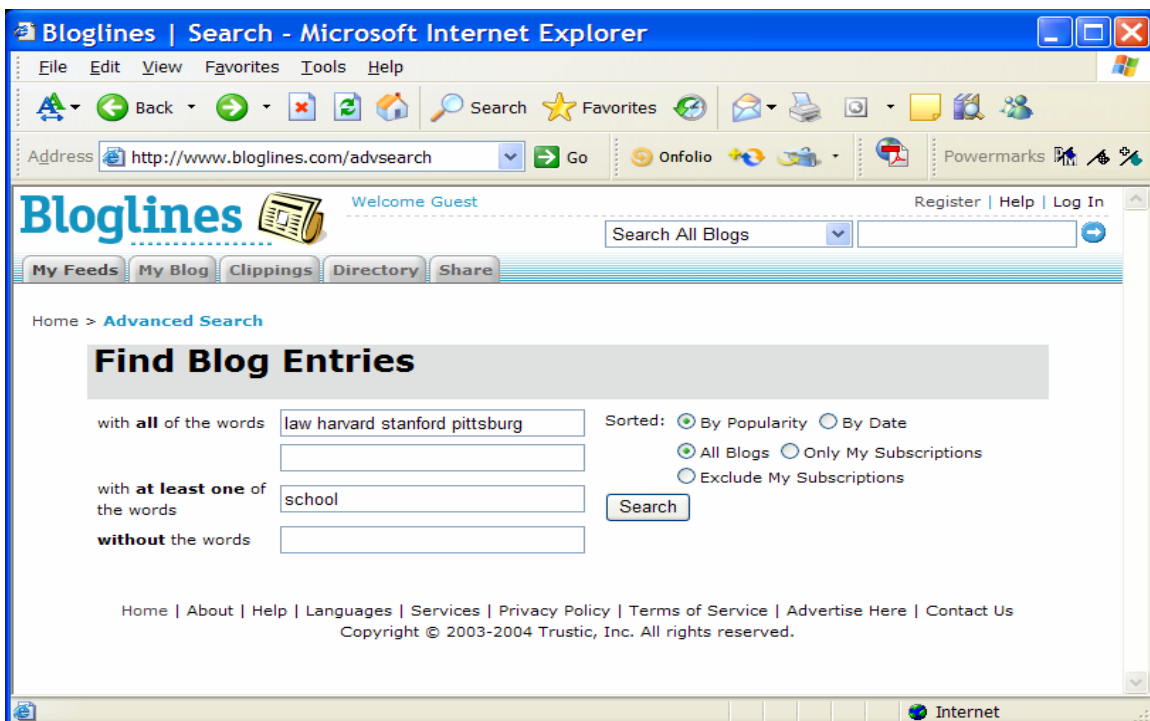 Bloglines | Search - Microsoft Internet Explorer
File Edit View Favorites Tools Help
Back Search Favorites
Address http://www.bloglines.com/advsearch Go Onfolio Powermarks
Bloglines Welcome Guest Register | Help | Log In
Search All Blogs
My Feeds My Blog Clippings Directory Share
Home > Advanced Search
Find Blog Entries
with all of the words law harvard stanford pittsburg Sorted: By Popularity By Date
All Blogs Only My Subscriptions
Exclude My Subscriptions
with at least one of
the words school Search
without the words
Home | About | Help | Languages | Services | Privacy Policy | Terms of Service | Advertise Here | Contact Us
Copyright © 2003-2004 Trustic, Inc. All rights reserved.
Internet